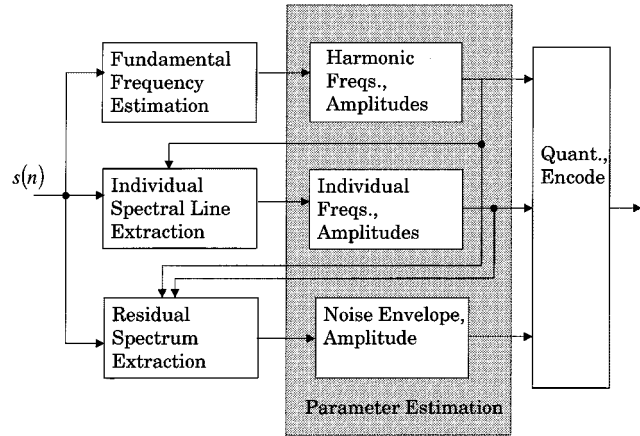 Fundamental
Frequency
Estimation
Harmonic
Freqs.,
Amplitudes
s(n)
Individual
Spectral Line
Extraction
Individual
Freqs.,
Amplitudes
Quant.,
Encode
Residual
Spectrum
Extraction
Noise Envelope,
Amplitude
Parameter Estimation